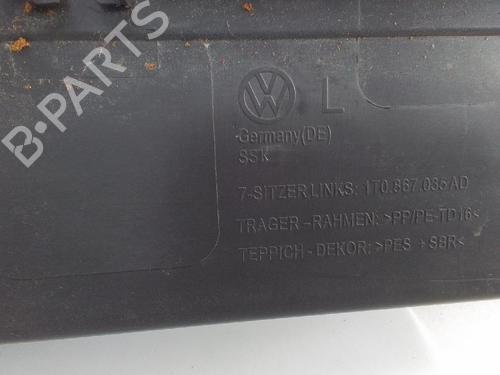 B-PARTS
L
Germany(DE)
SSK
7-SITZER LINKS: 1T0.867.035 AD
TRAGER-RAHMEN: >PP/PE-TD16<
TEPPICH-DEKOR: >PES + SBR<